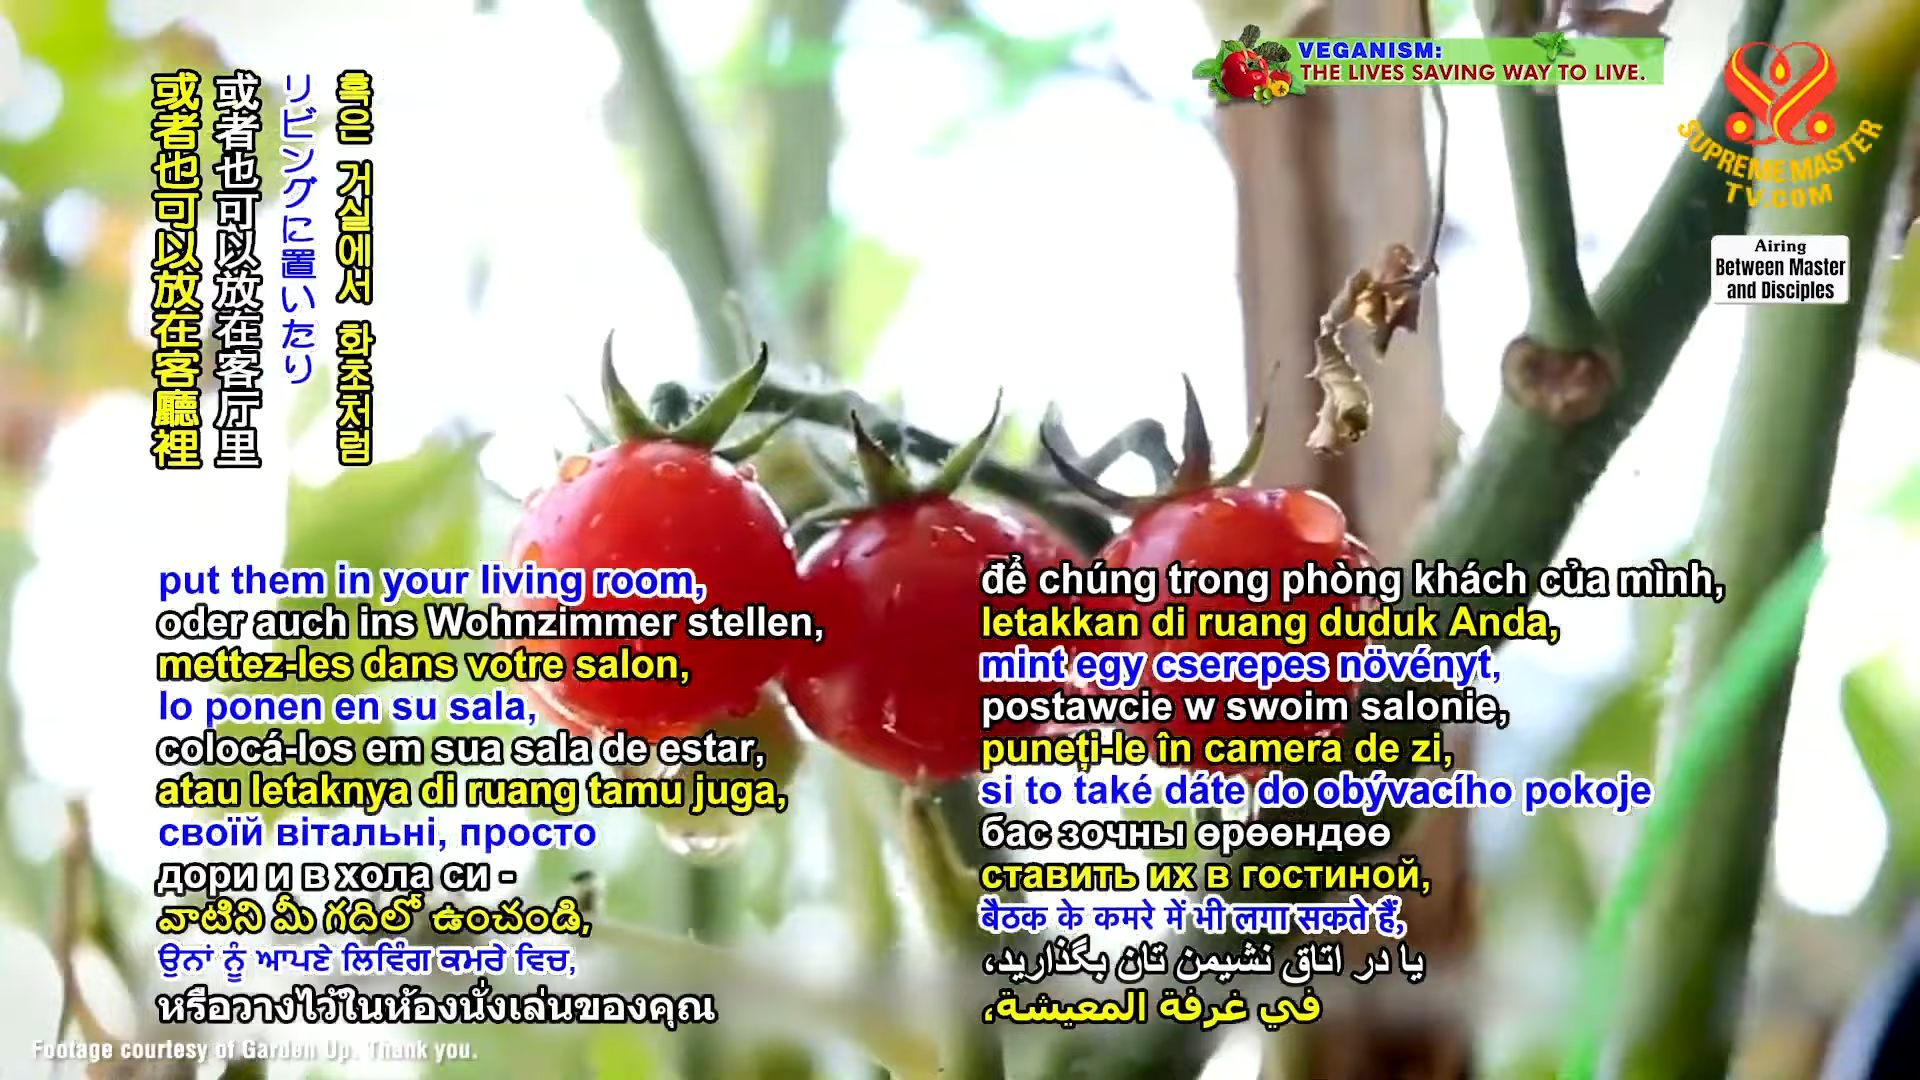 VEGANISM:
THE LIVES SAVING WAY TO LIVE.
SUPREME MASTER
TV.COM
Airing
Between Master
and Disciples
或者也可以放在客廳裡
或者也可以放在客厅里
リビングに置いたり
혹은 거실에서 화초처럼
put them in your living room,
oder auch ins Wohnzimmer stellen,
mettez-les dans votre salon,
lo ponen en su sala,
colocá-los em sua sala de estar,
atau letaknya di ruang tamu juga,
своїй вітальні, просто
дори и в хола си -
వాటిని మీ గదిలో ఉంచండి,
ਉਨਾਂ ਨੂੰ ਆਪਣੇ ਲਿਵਿੰਗ ਕਮਰੇ ਵਿਚ,
หรือวางไว้ในห้องนั่งเล่นของคุณ
để chúng trong phòng khách của mình,
letakkan di ruang duduk Anda,
mint egy cserepes növényt,
postawcie w swoim salonie,
puneți-le în camera de zi,
si to také dáte do obývacího pokoje
бас зочны өрөөндөө
ставить их в гостиной,
बैठक के कमरे में भी लगा सकते हैं,
یا در اتاق نشیمن تان بگذارید،
في غرفة المعيشة،
Footage courtesy of Garden Up. Thank you.